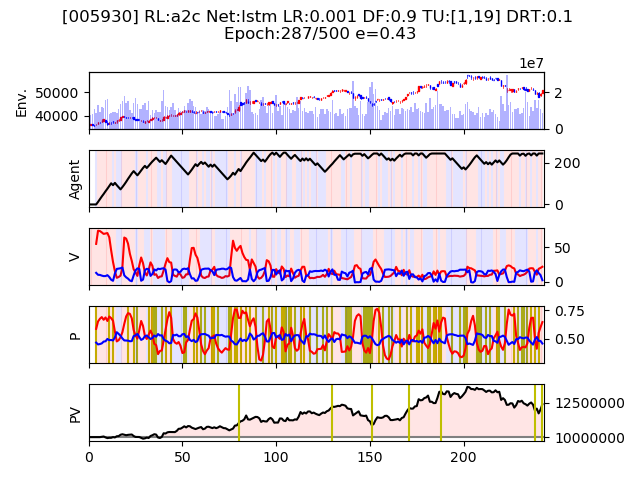 [005930] RL:a2c Net:lstm LR:0.001 DF:0.9 TU:[1,19] DRT:0.1
Epoch:287/500 e=0.43
1e7
Env.
50000
40000
2
0
Agent
200
0
V
50
0
P
0.75
0.50
PV
12500000
10000000
0 50 100 150 200